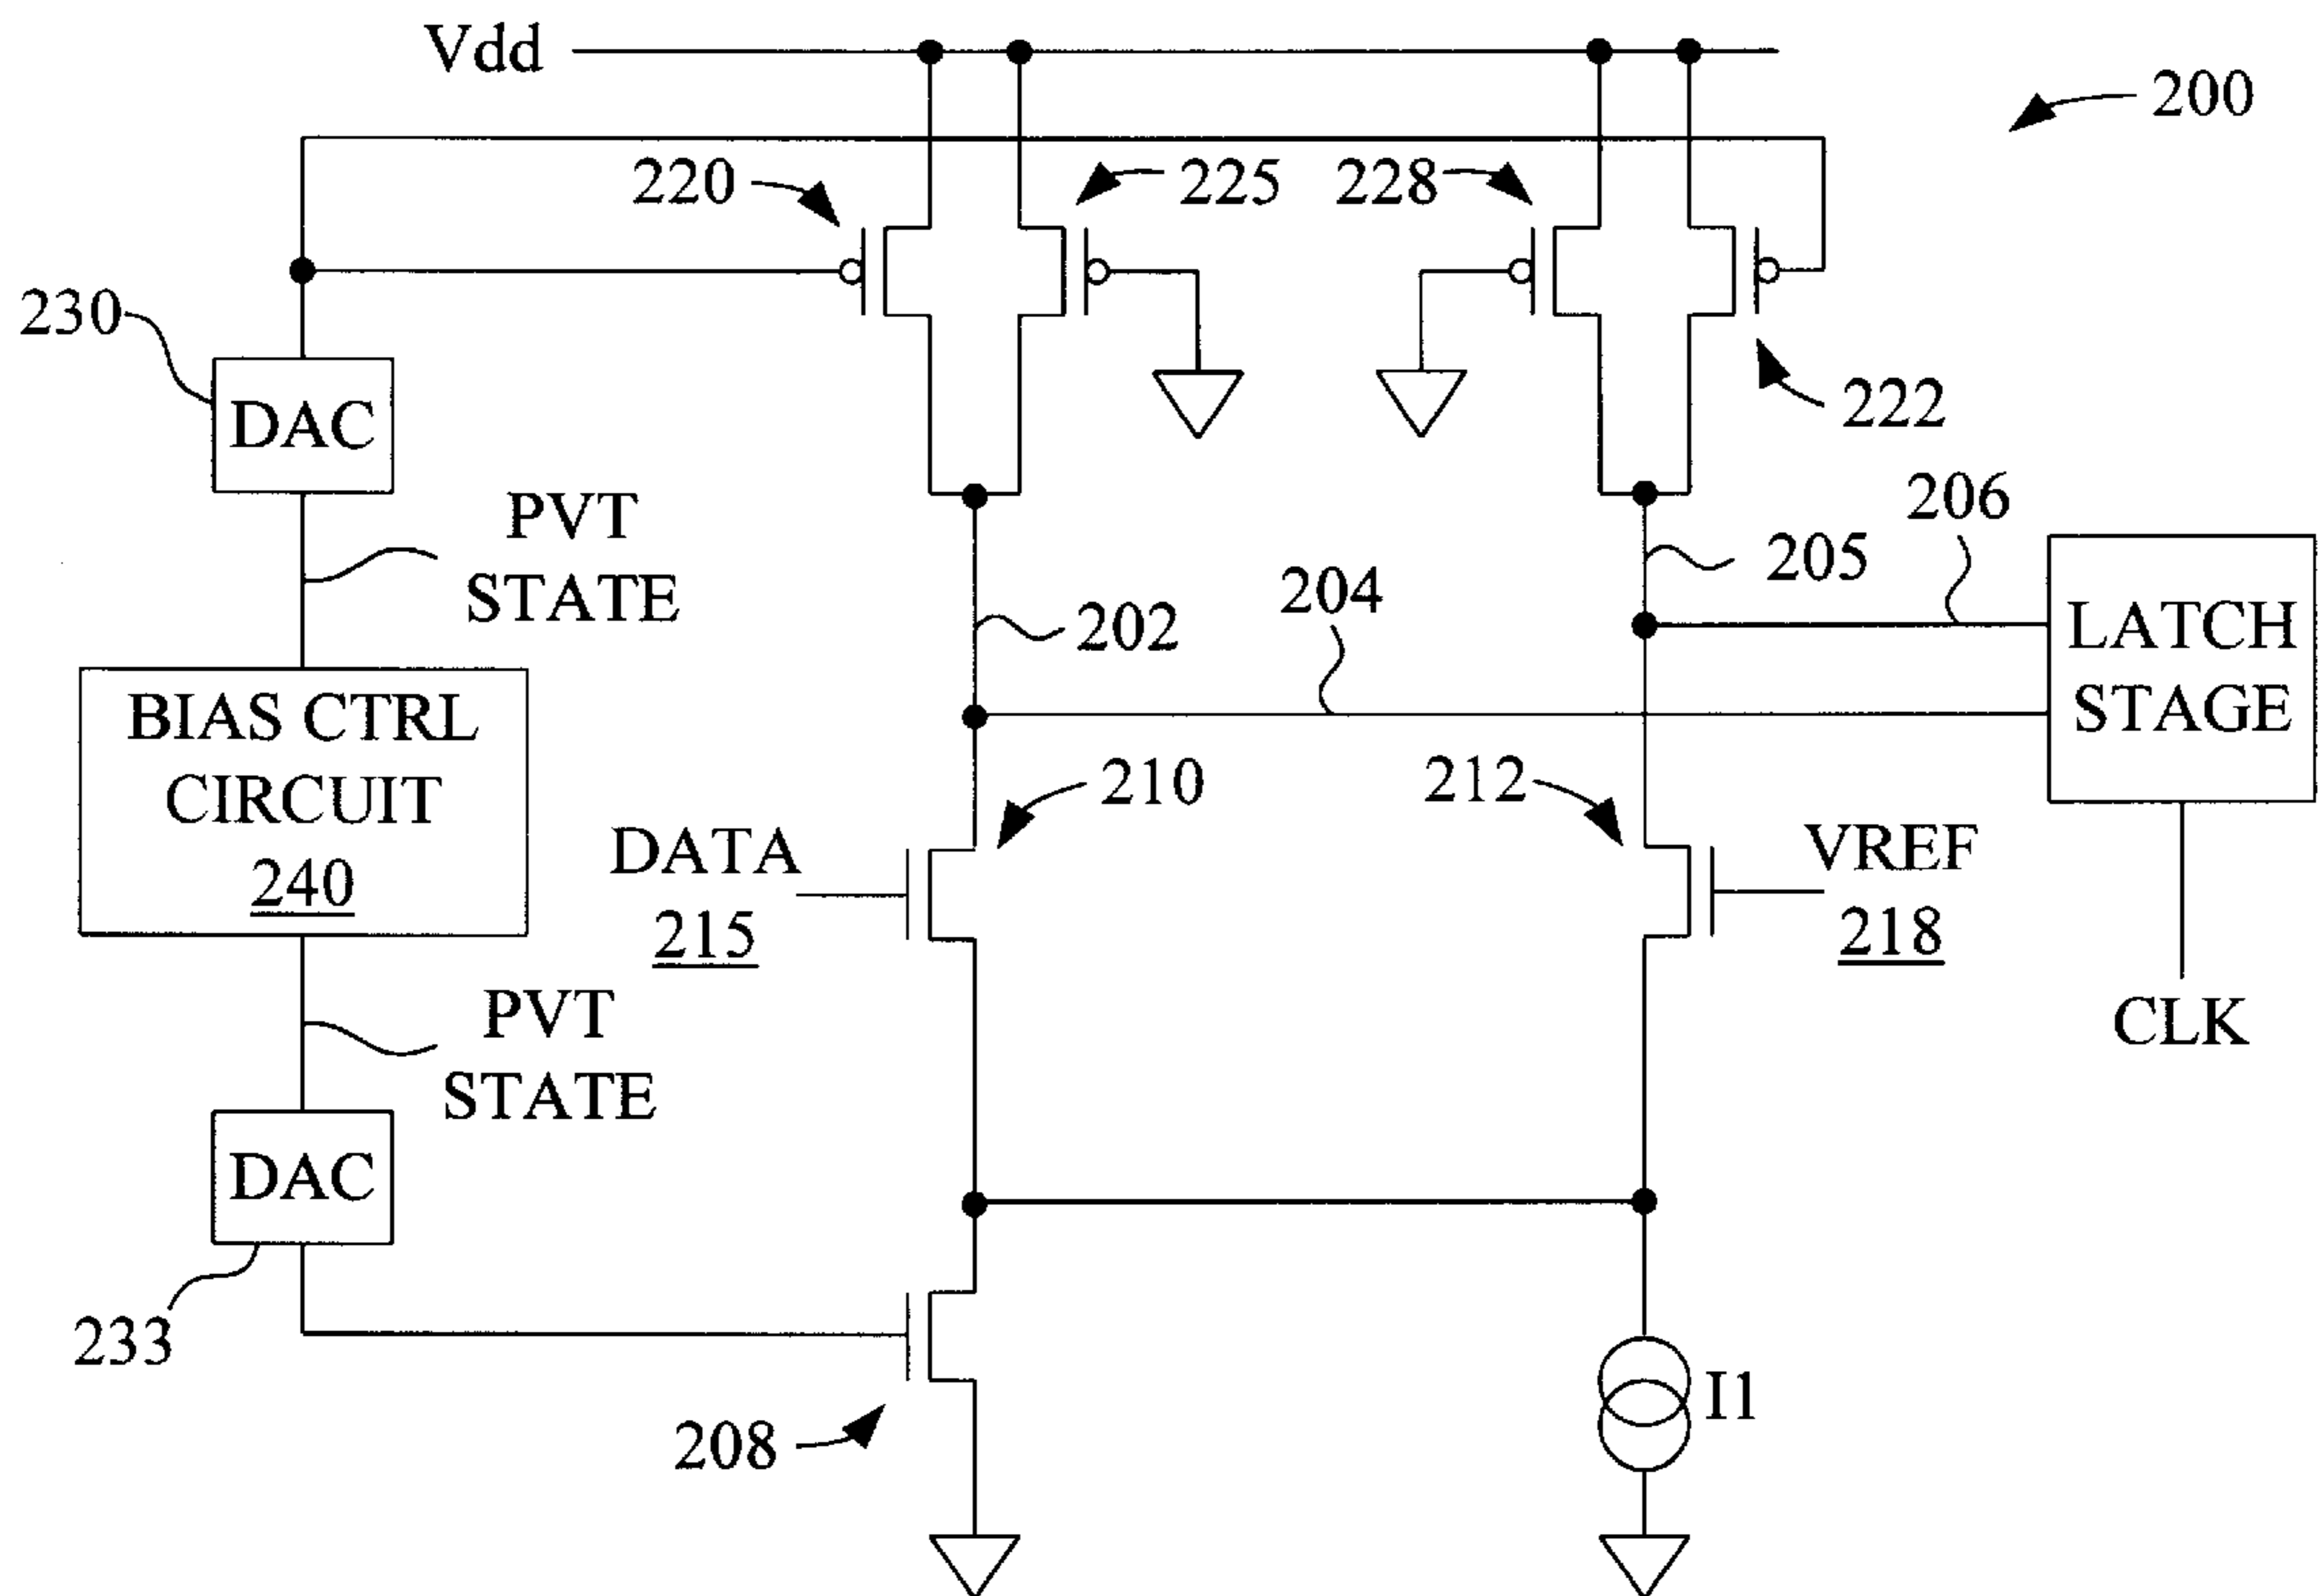 Vdd
200
220
225
228
230
DAC
222
PVT
STATE
206
205
204
202
LATCH
STAGE
BIAS CTRL
CIRCUIT
240
210
212
DATA
215
VREF
218
CLK
PVT
STATE
DAC
233
208
I1